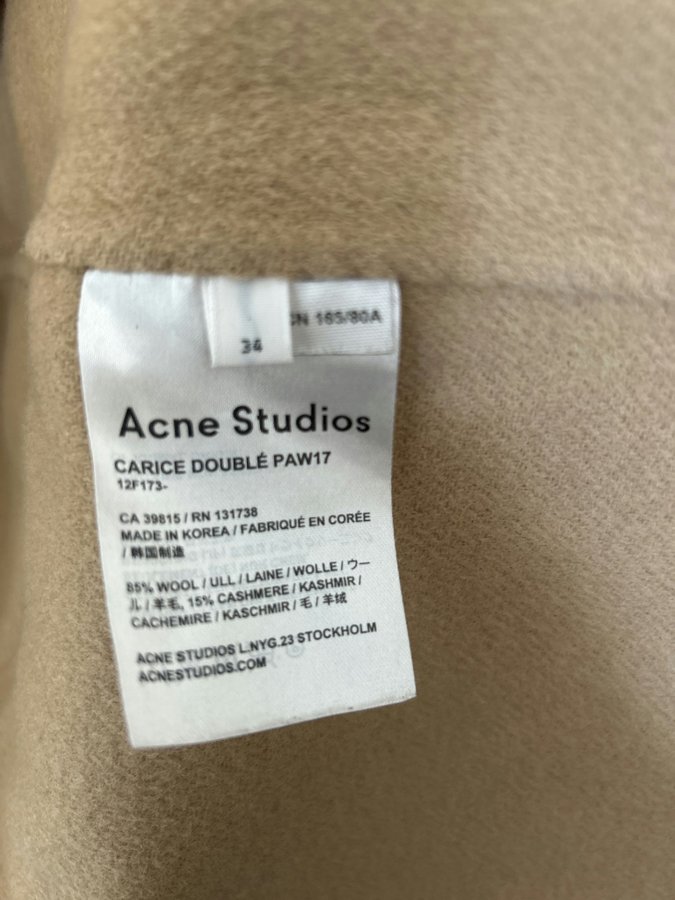 34
CN 165/80A
Acne Studios
CARICE DOUBLÉ PAW17
12F173-
CA 39815 / RN 131738
MADE IN KOREA / FABRIQUÉ EN CORÉE
/ 韩国制造
85% WOOL / ULL / LAINE / WOLLE / ウー
ル / 羊毛, 15% CASHMERE / KASHMIR /
CACHEMIRE / KASCHMIR / 毛 / 羊绒
ACNE STUDIOS L.NYG.23 STOCKHOLM
ACNESTUDIOS.COM